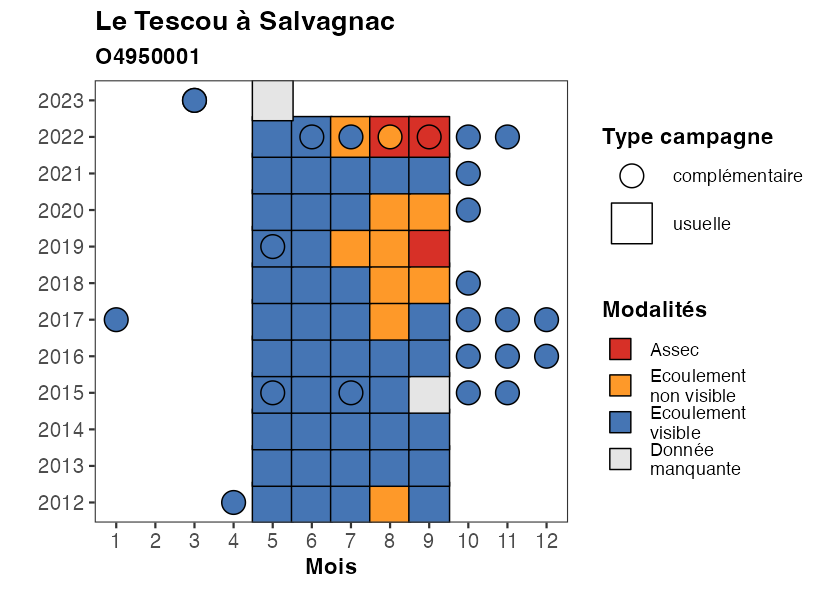 Le Tescou à Salvagnac
O4950001
2023
2022
2021
2020
2019
2018
2017
2016
2015
2014
2013
2012
1 2 3 4 5 6 7 8 9 10 11 12
Mois
Type campagne
complémentaire
usuelle
Modalités
Assec
Ecoulement
non visible
Ecoulement
visible
Donnée
manquante